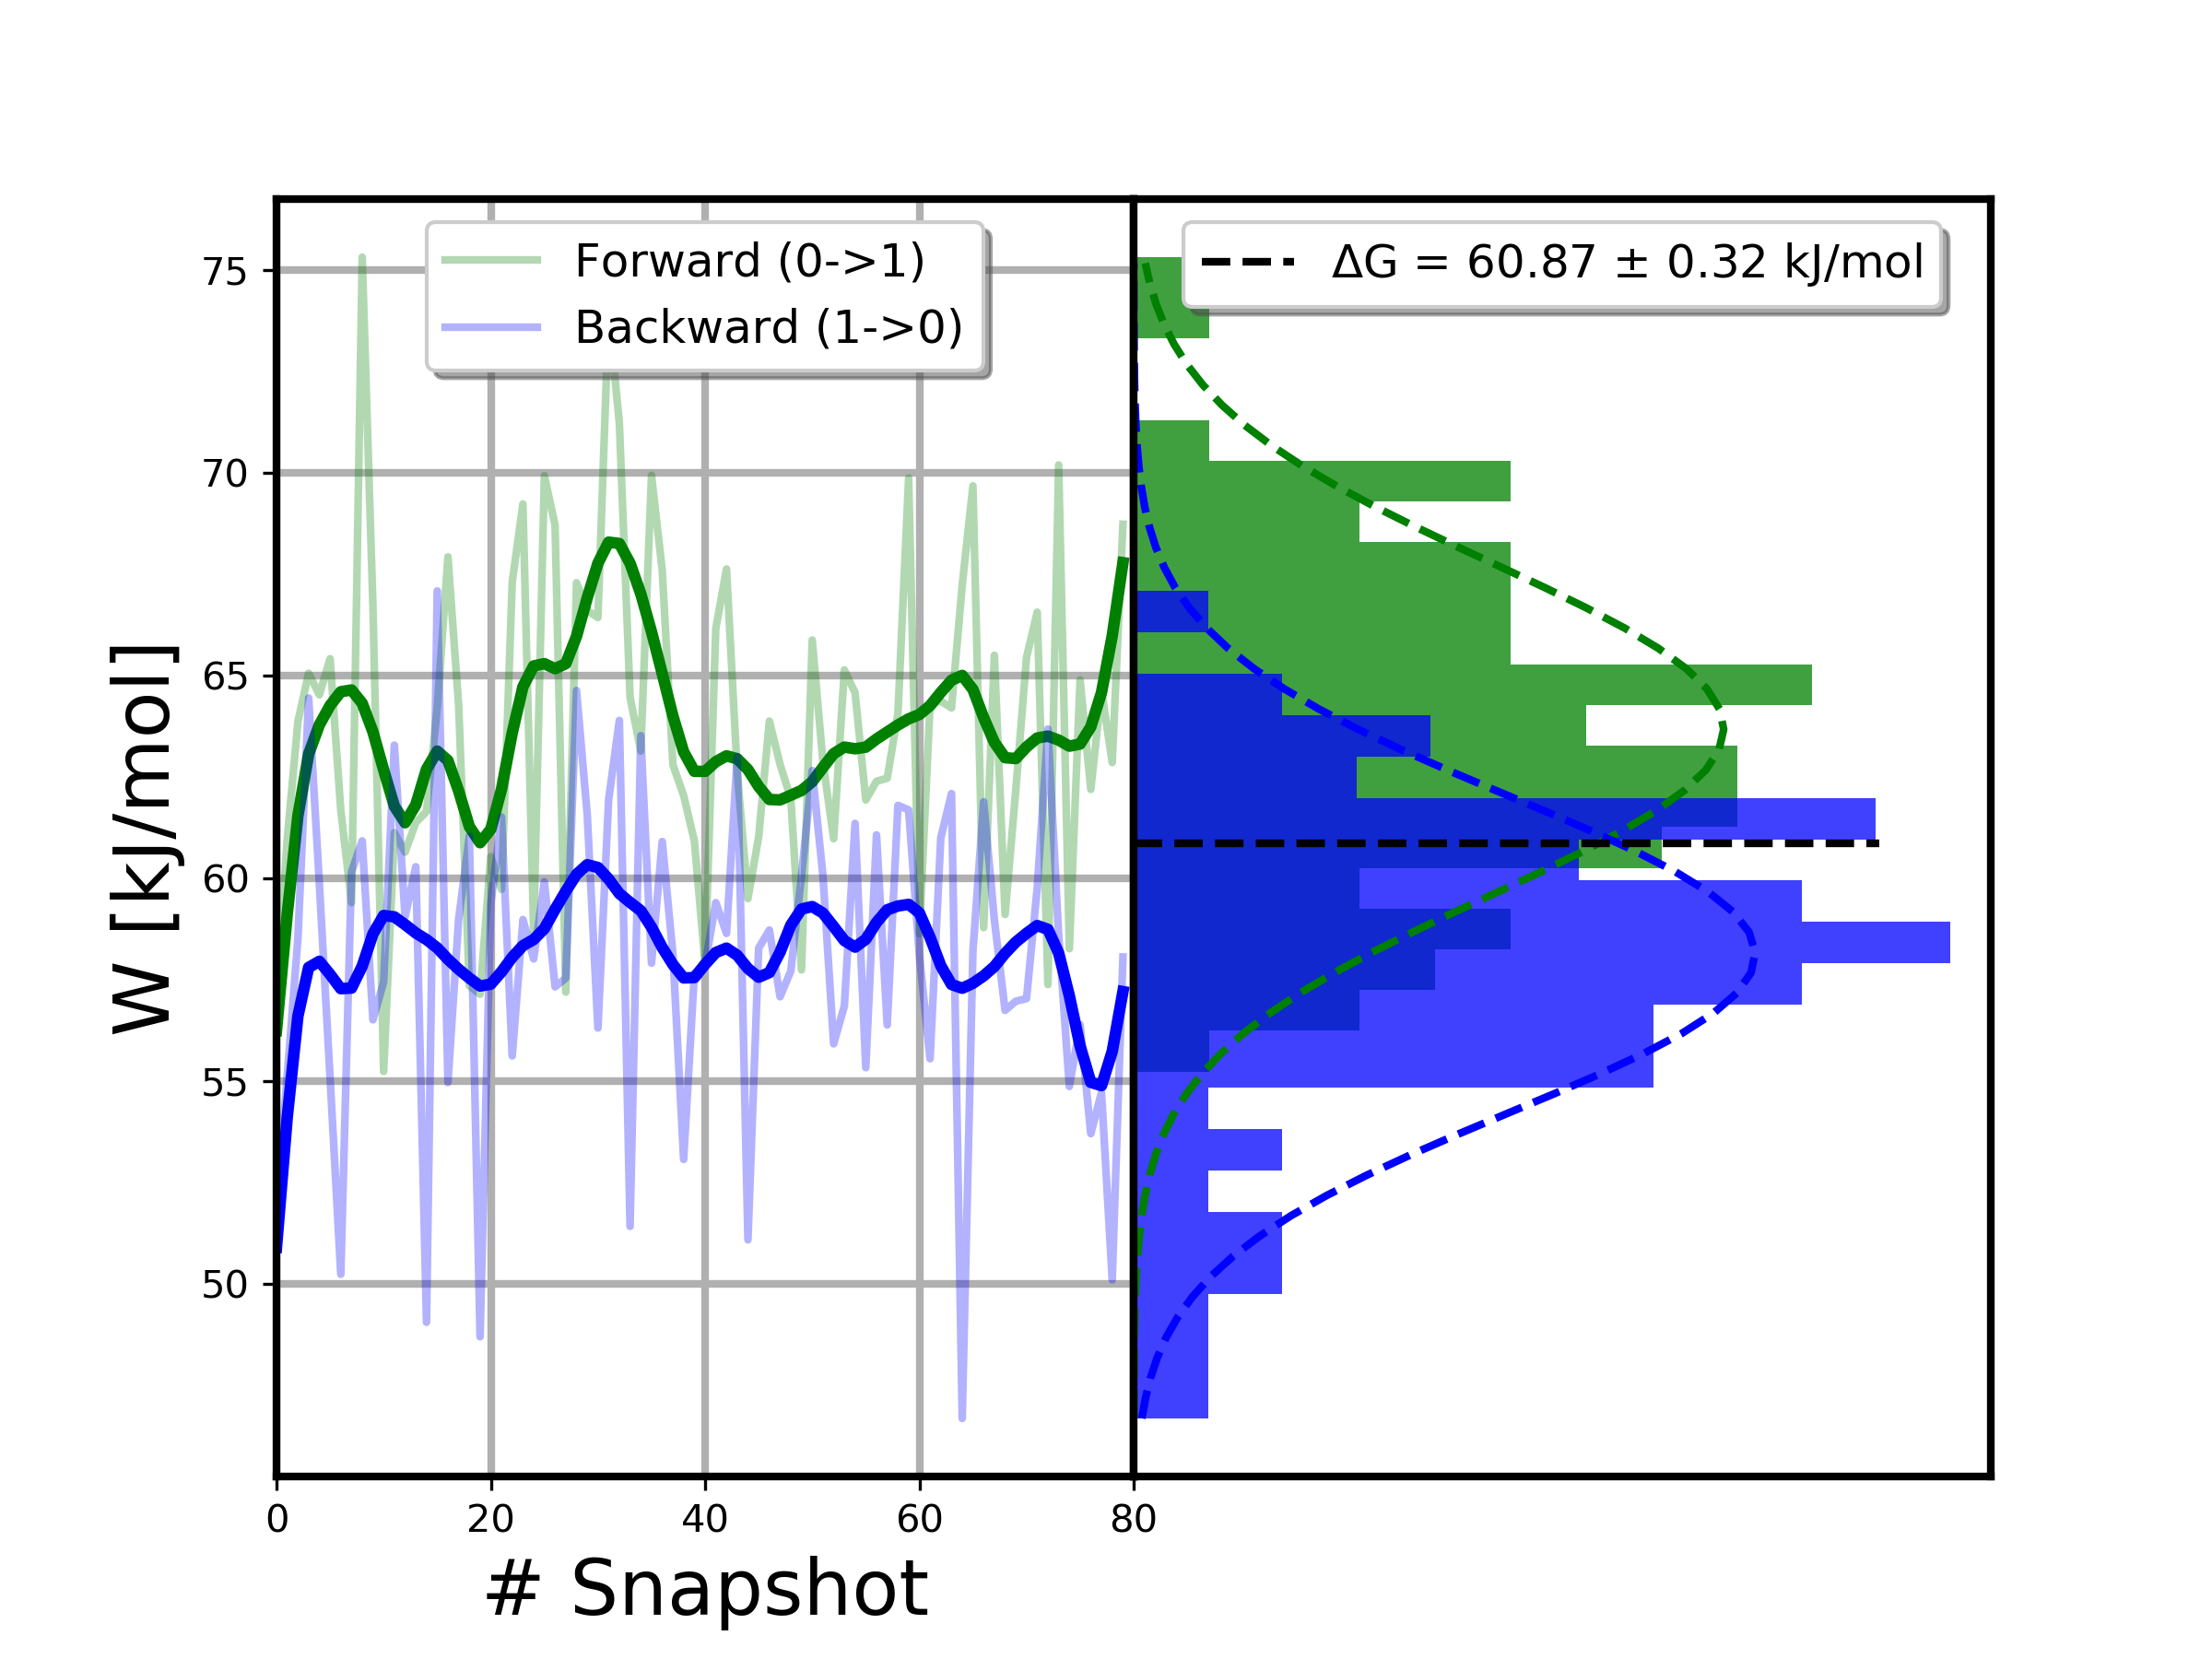 Forward (0->1)
Backward (1->0)
ΔG = 60.87 ± 0.32 kJ/mol
75
70
65
60
55
50
W [kJ/mol]
0 20 40 60 80
# Snapshot